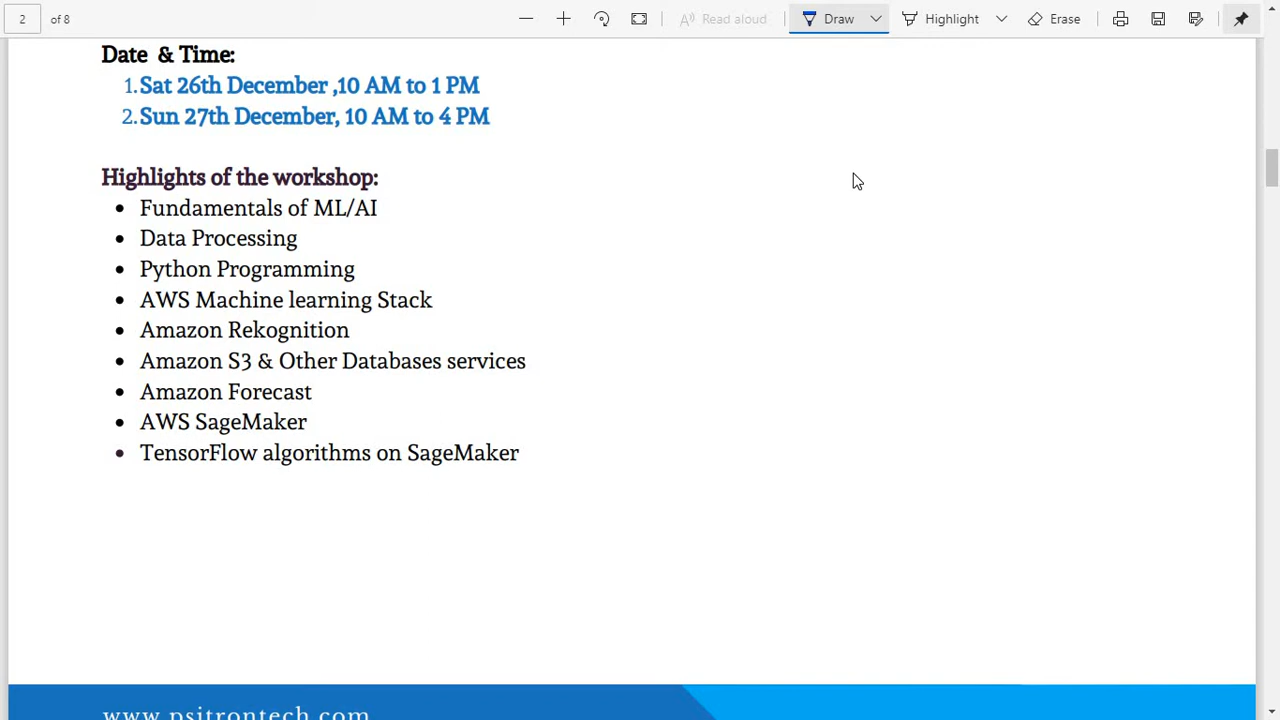 2 of 8 Read aloud Draw Highlight Erase
Date & Time:
1. Sat 26th December ,10 AM to 1 PM
2. Sun 27th December, 10 AM to 4 PM
Highlights of the workshop:
• Fundamentals of ML/AI
• Data Processing
• Python Programming
• AWS Machine learning Stack
• Amazon Rekognition
• Amazon S3 & Other Databases services
• Amazon Forecast
• AWS SageMaker
• TensorFlow algorithms on SageMaker
www.psitrontech.com